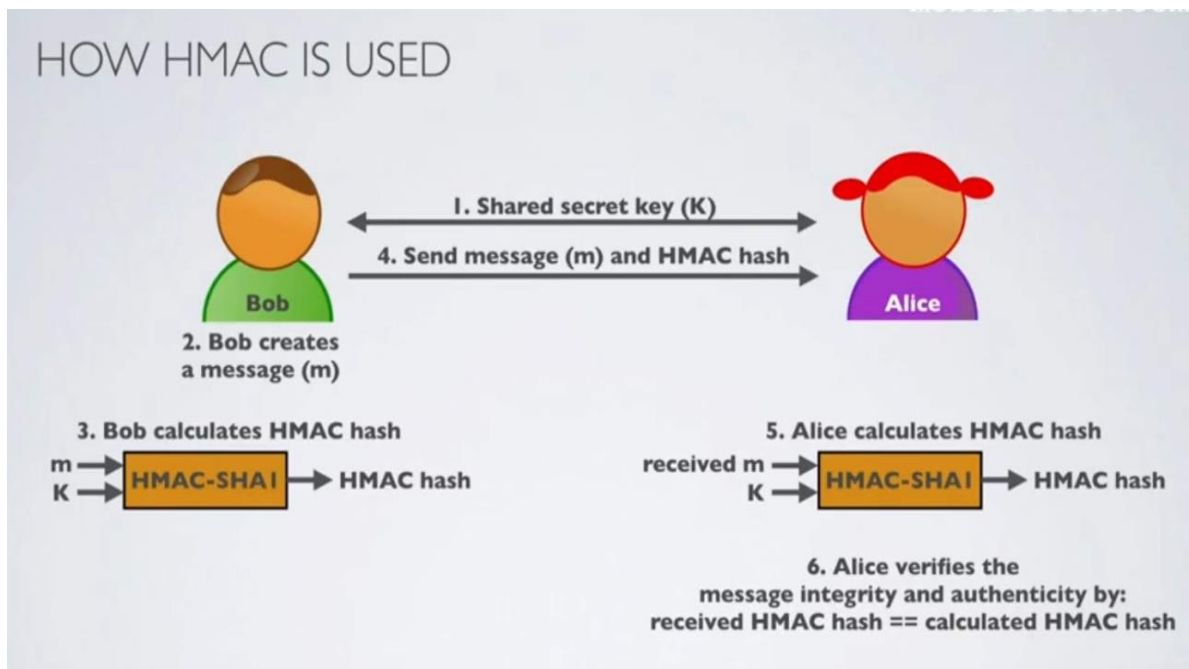 HOW HMAC IS USED
1. Shared secret key (K)
4. Send message (m) and HMAC hash
Bob
Alice
2. Bob creates
a message (m)
3. Bob calculates HMAC hash
m
HMAC-SHA1
HMAC hash
K
5. Alice calculates HMAC hash
received m
HMAC-SHA1
HMAC hash
K
6. Alice verifies the
message integrity and authenticity by:
received HMAC hash == calculated HMAC hash